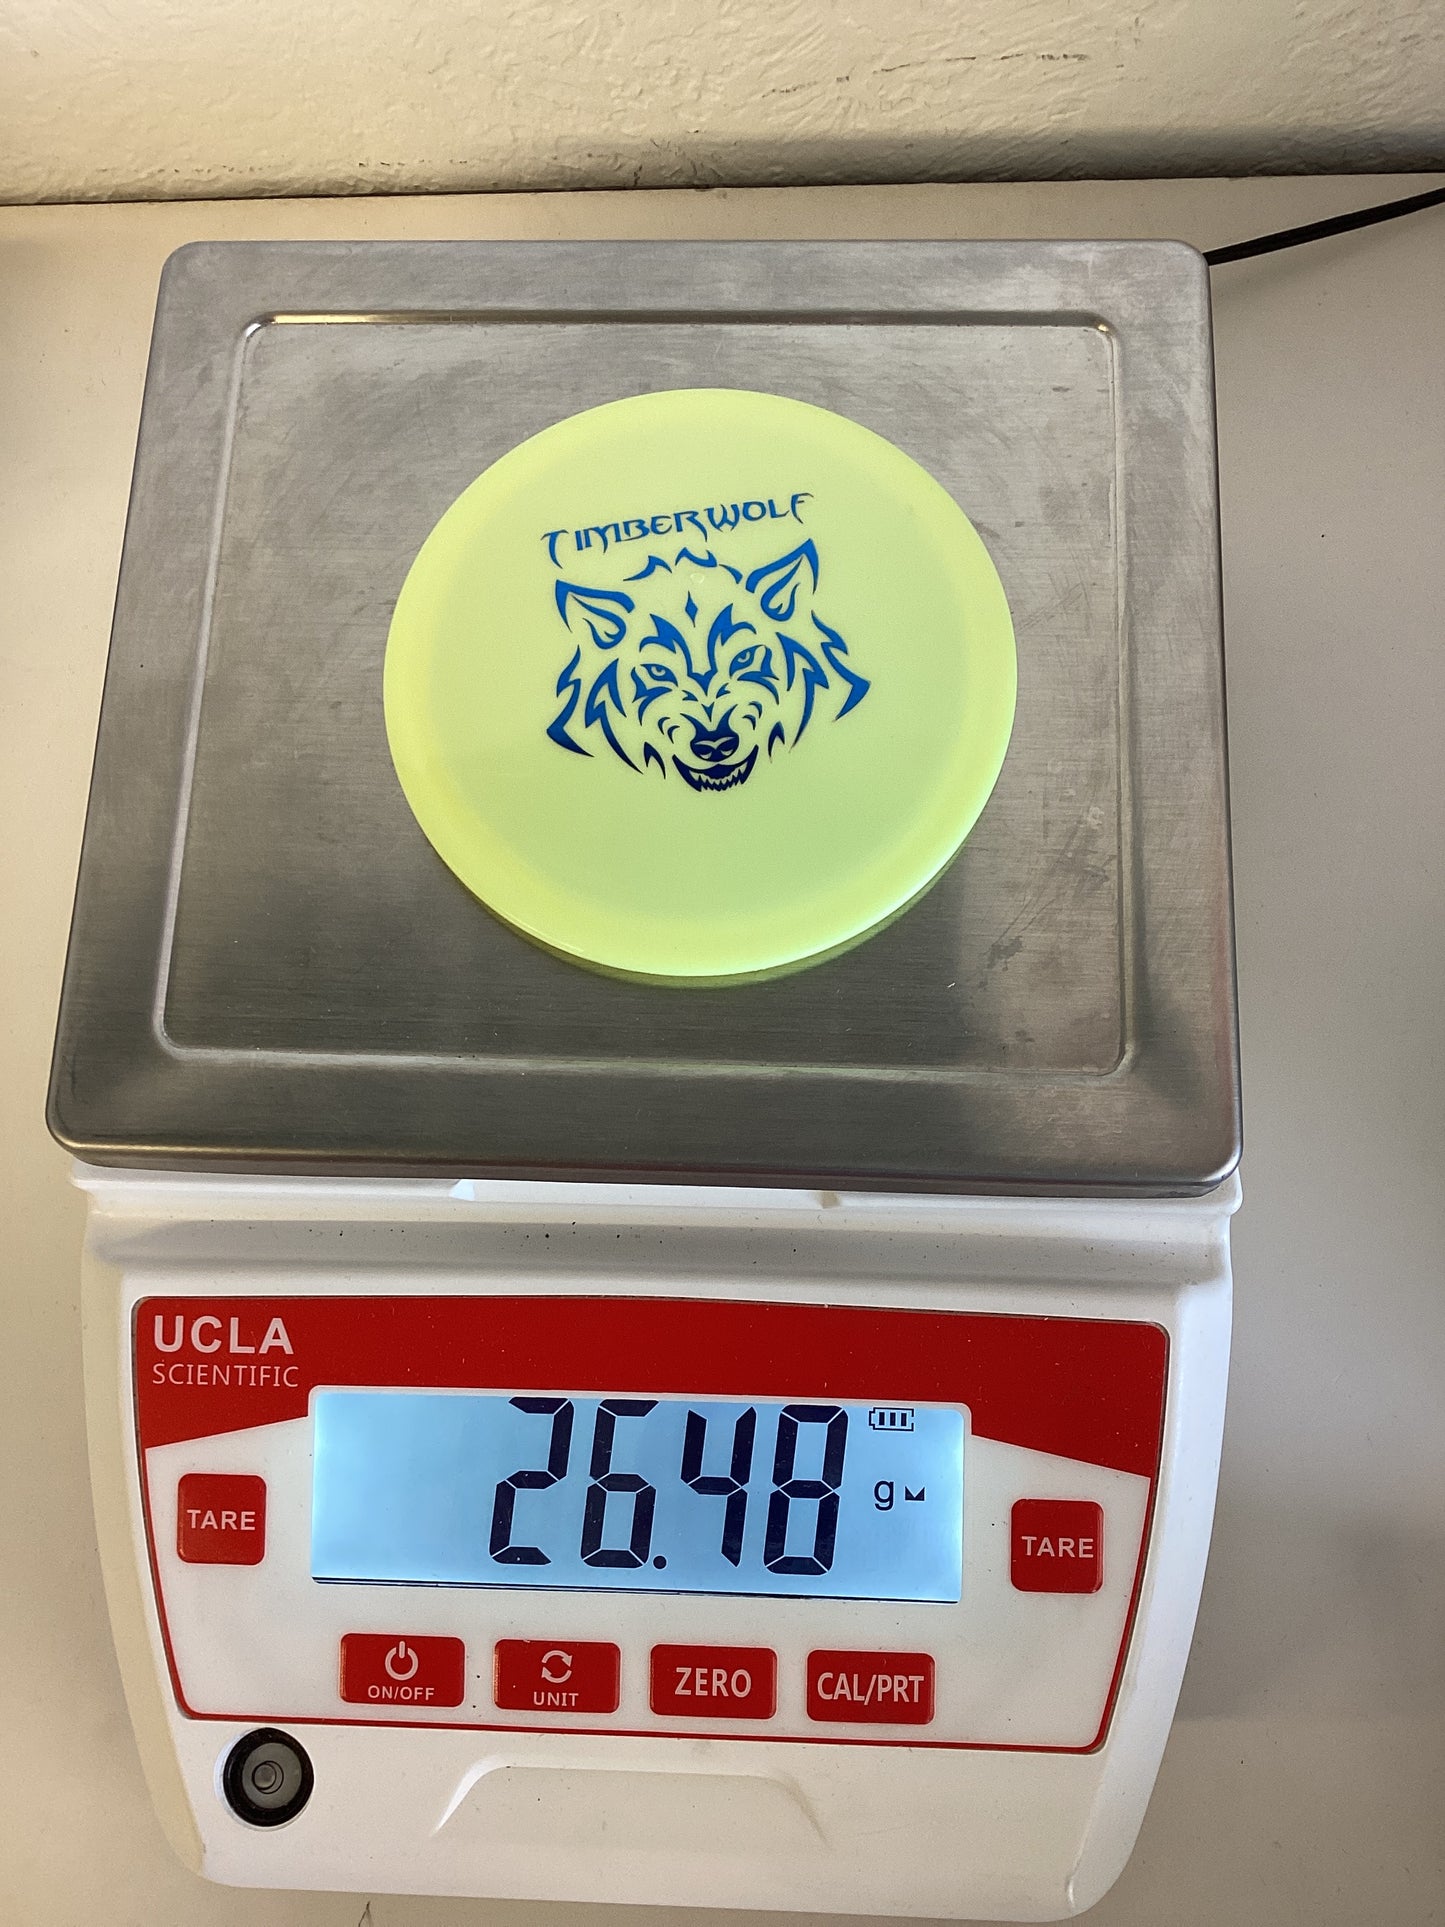 TIMBERWOLF
UCLA
SCIENTIFIC
26.48 g
TARE
TARE
ON/OFF
UNIT
ZERO
CAL/PRT